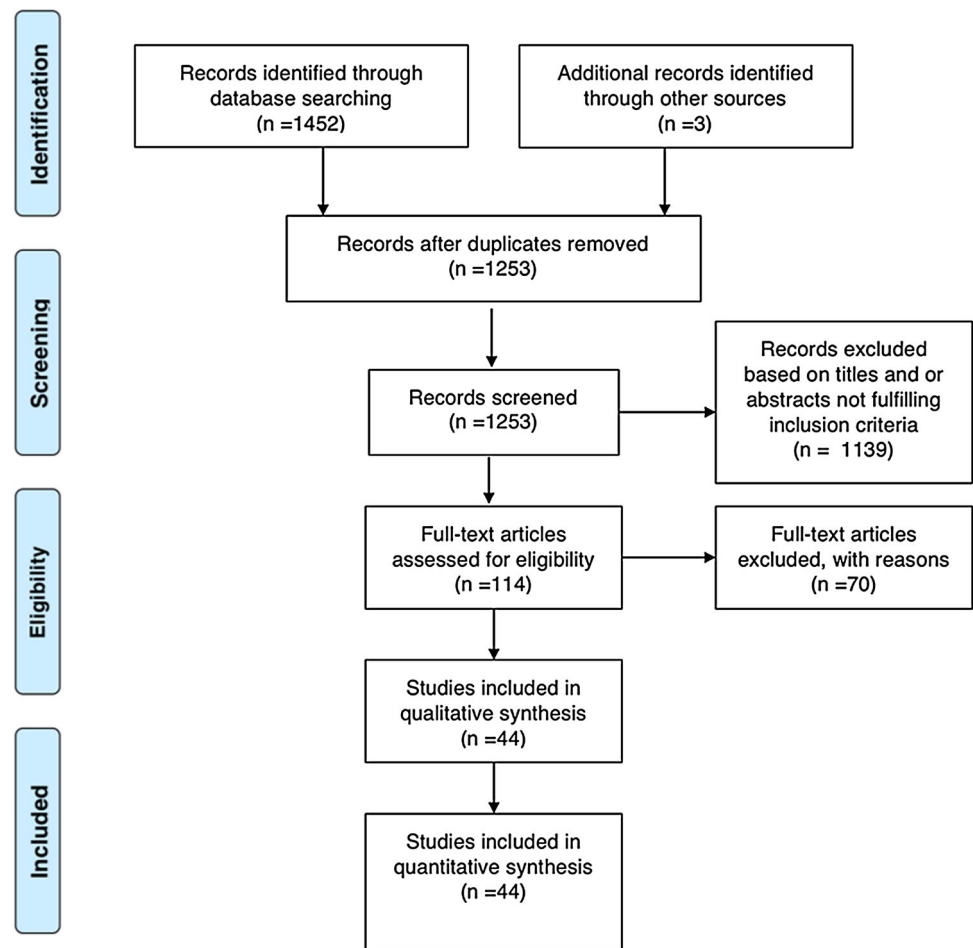 Identification
Records identified through
database searching
(n =1452)
Additional records identified
through other sources
(n =3)
Records after duplicates removed
(n =1253)
Screening
Records screened
(n =1253)
Records excluded
based on titles and or
abstracts not fulfilling
inclusion criteria
(n = 1139)
Eligibility
Full-text articles
assessed for eligibility
(n =114)
Full-text articles
excluded, with reasons
(n =70)
Studies included in
qualitative synthesis
(n =44)
Included
Studies included in
quantitative synthesis
(n =44)